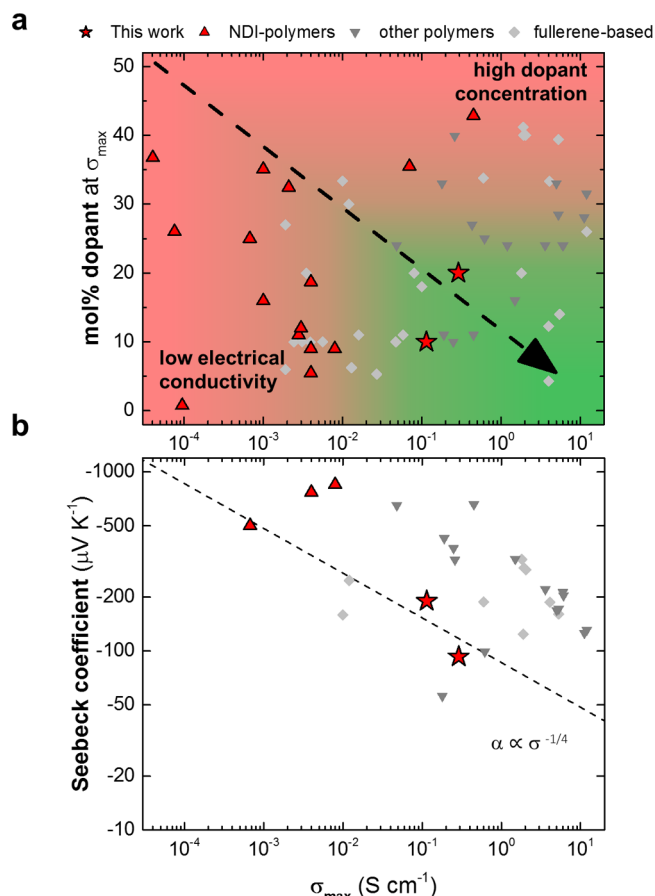 a
This work NDI-polymers other polymers fullerene-based
50
40
30
20
10
0
mol% dopant at σmax
high dopant
concentration
low electrical
conductivity
10⁻⁴ 10⁻³ 10⁻² 10⁻¹ 10⁰ 10¹
b
-1000
-500
-200
-100
-50
-20
-10
Seebeck coefficient (μV K⁻¹)
α ∝ σ ⁻¹/⁴
10⁻⁴ 10⁻³ 10⁻² 10⁻¹ 10⁰ 10¹
σmax (S cm⁻¹)